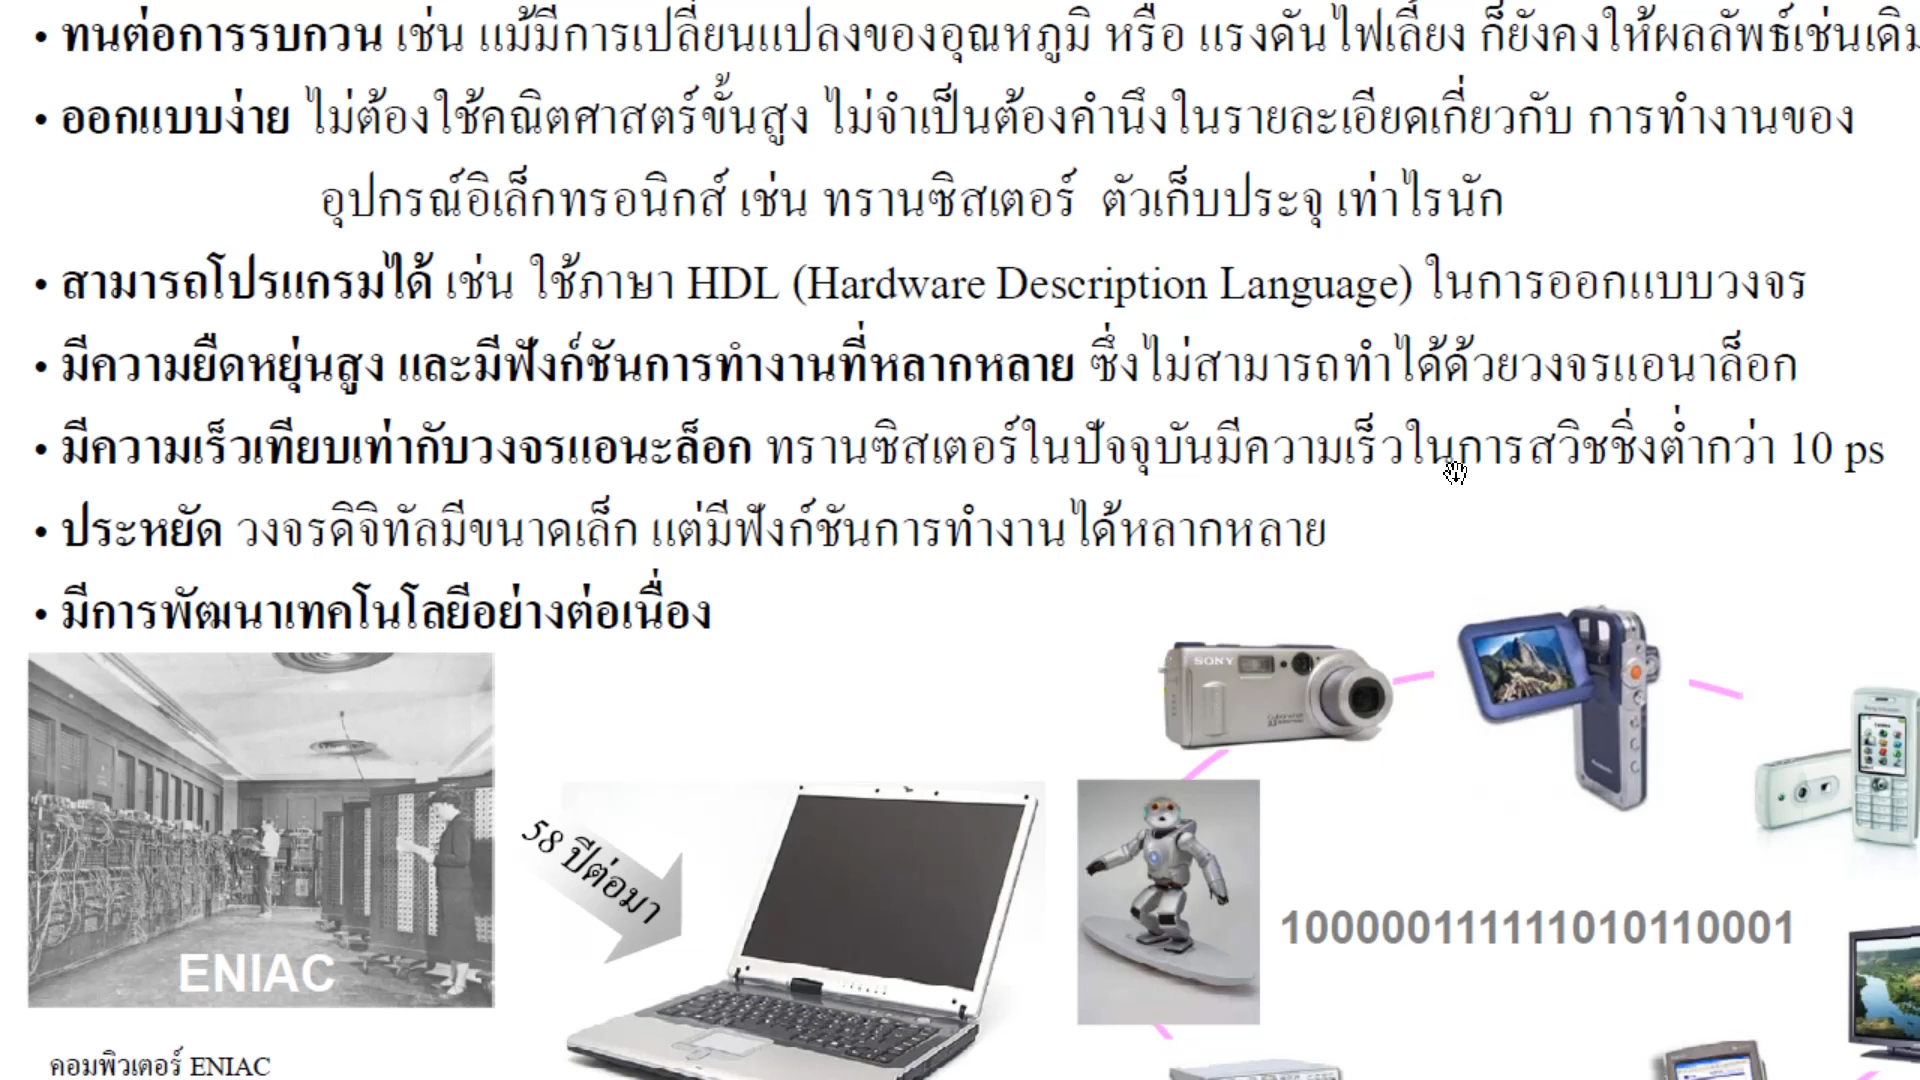 • ทนต่อการรบกวน เช่น แม้มีการเปลี่ยนแปลงของอุณหภูมิ หรือ แรงดันไฟเลี้ยง ก็ยังคงให้ผลลัพธ์เช่นเดิม
• ออกแบบง่าย ไม่ต้องใช้คณิตศาสตร์ขั้นสูง ไม่จำเป็นต้องคำนึงในรายละเอียดเกี่ยวกับ การทำงานของ
อุปกรณ์อิเล็กทรอนิกส์ เช่น ทรานซิสเตอร์ ตัวเก็บประจุ เท่าไรนัก
• สามารถโปรแกรมได้ เช่น ใช้ภาษา HDL (Hardware Description Language) ในการออกแบบวงจร
• มีความยืดหยุ่นสูง และมีฟังก์ชันการทำงานที่หลากหลาย ซึ่งไม่สามารถทำได้ด้วยวงจรแอนาล็อก
• มีความเร็วเทียบเท่ากับวงจรแอนะล็อก ทรานซิสเตอร์ในปัจจุบันมีความเร็วในการสวิชชิ่งต่ำกว่า 10 ps
• ประหยัด วงจรดิจิทัลมีขนาดเล็ก แต่มีฟังก์ชันการทำงานได้หลากหลาย
• มีการพัฒนาเทคโนโลยีอย่างต่อเนื่อง
SONY
58 ปีต่อมา
100000111111010110001
ENIAC
คอมพิวเตอร์ ENIAC